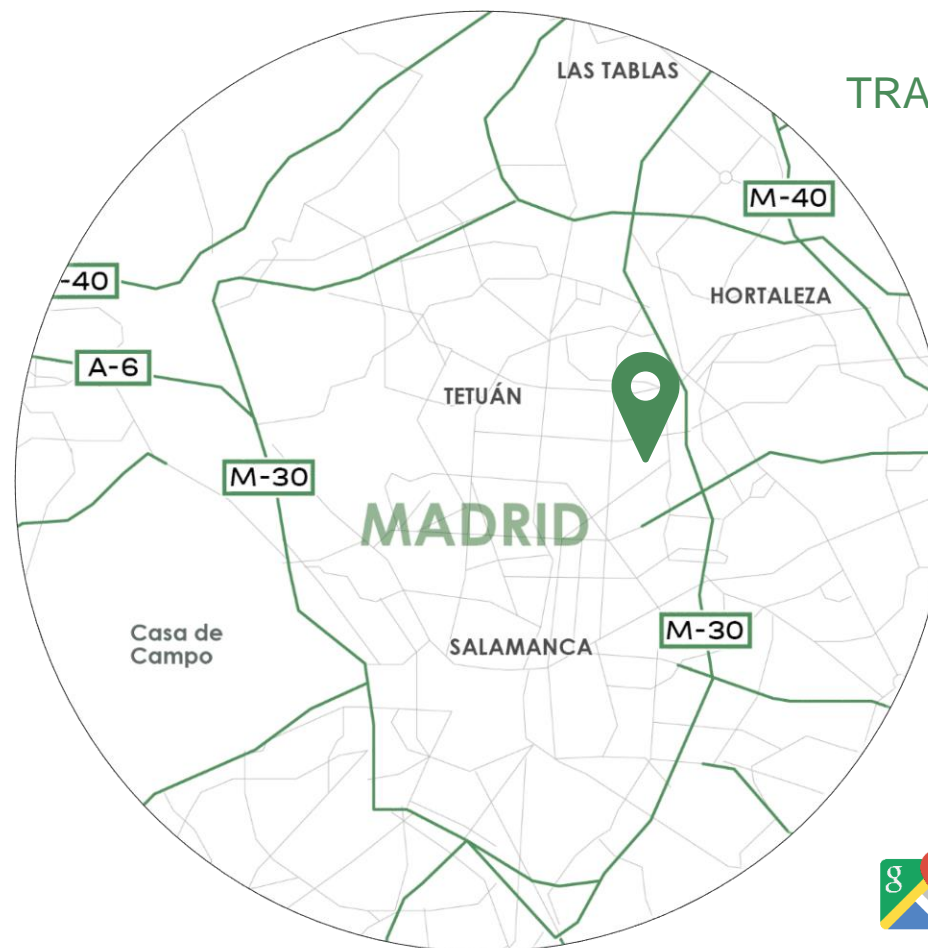 LAS TABLAS
TRA
M-40
-40
HORTALEZA
A-6
TETUÁN
M-30
MADRID
Casa de
Campo
SALAMANCA
M-30
g